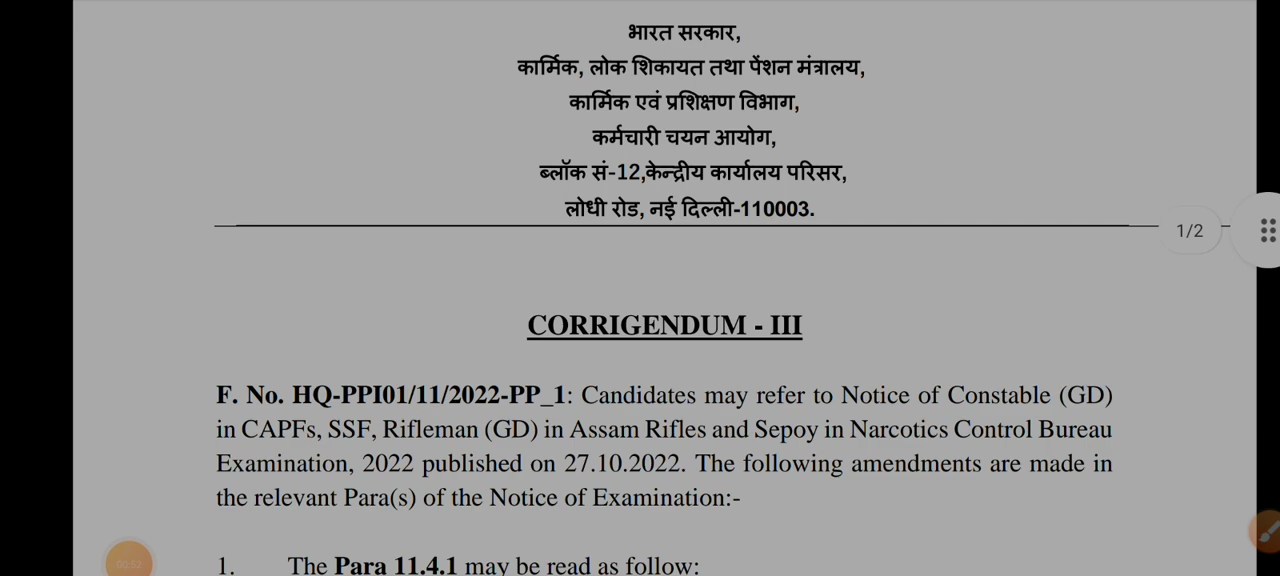 भारत सरकार,
कार्मिक, लोक शिकायत तथा पेंशन मंत्रालय,
कार्मिक एवं प्रशिक्षण विभाग,
कर्मचारी चयन आयोग,
ब्लॉक सं-12,केन्द्रीय कार्यालय परिसर,
लोधी रोड, नई दिल्ली-110003.
1/2
CORRIGENDUM - III
F. No. HQ-PPI01/11/2022-PP_1: Candidates may refer to Notice of Constable (GD)
in CAPFs, SSF, Rifleman (GD) in Assam Rifles and Sepoy in Narcotics Control Bureau
Examination, 2022 published on 27.10.2022. The following amendments are made in
the relevant Para(s) of the Notice of Examination:-
00:52
1. The Para 11.4.1 may be read as follow: